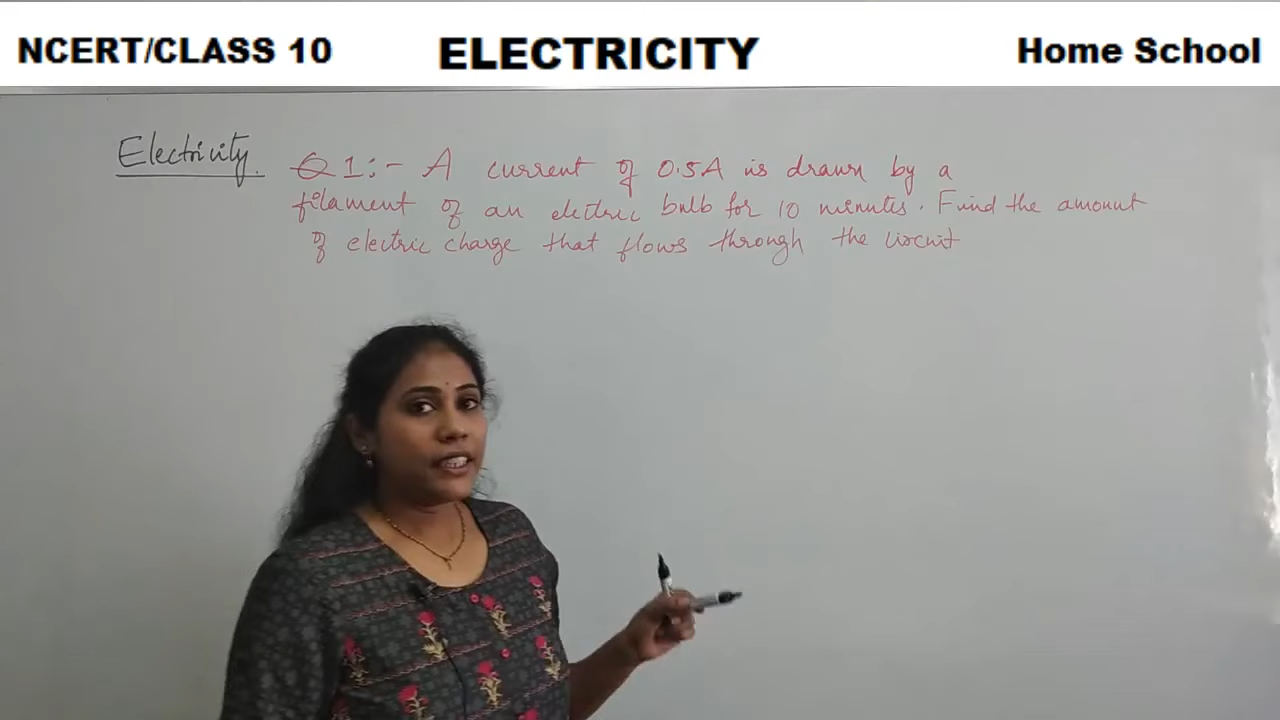 NCERT/CLASS 10 ELECTRICITY Home School
Electricity. Q1:- A current of 0.5A is drawn by a
filament of an electric bulb for 10 minutes. Find the amount
of electric charge that flows through the circuit